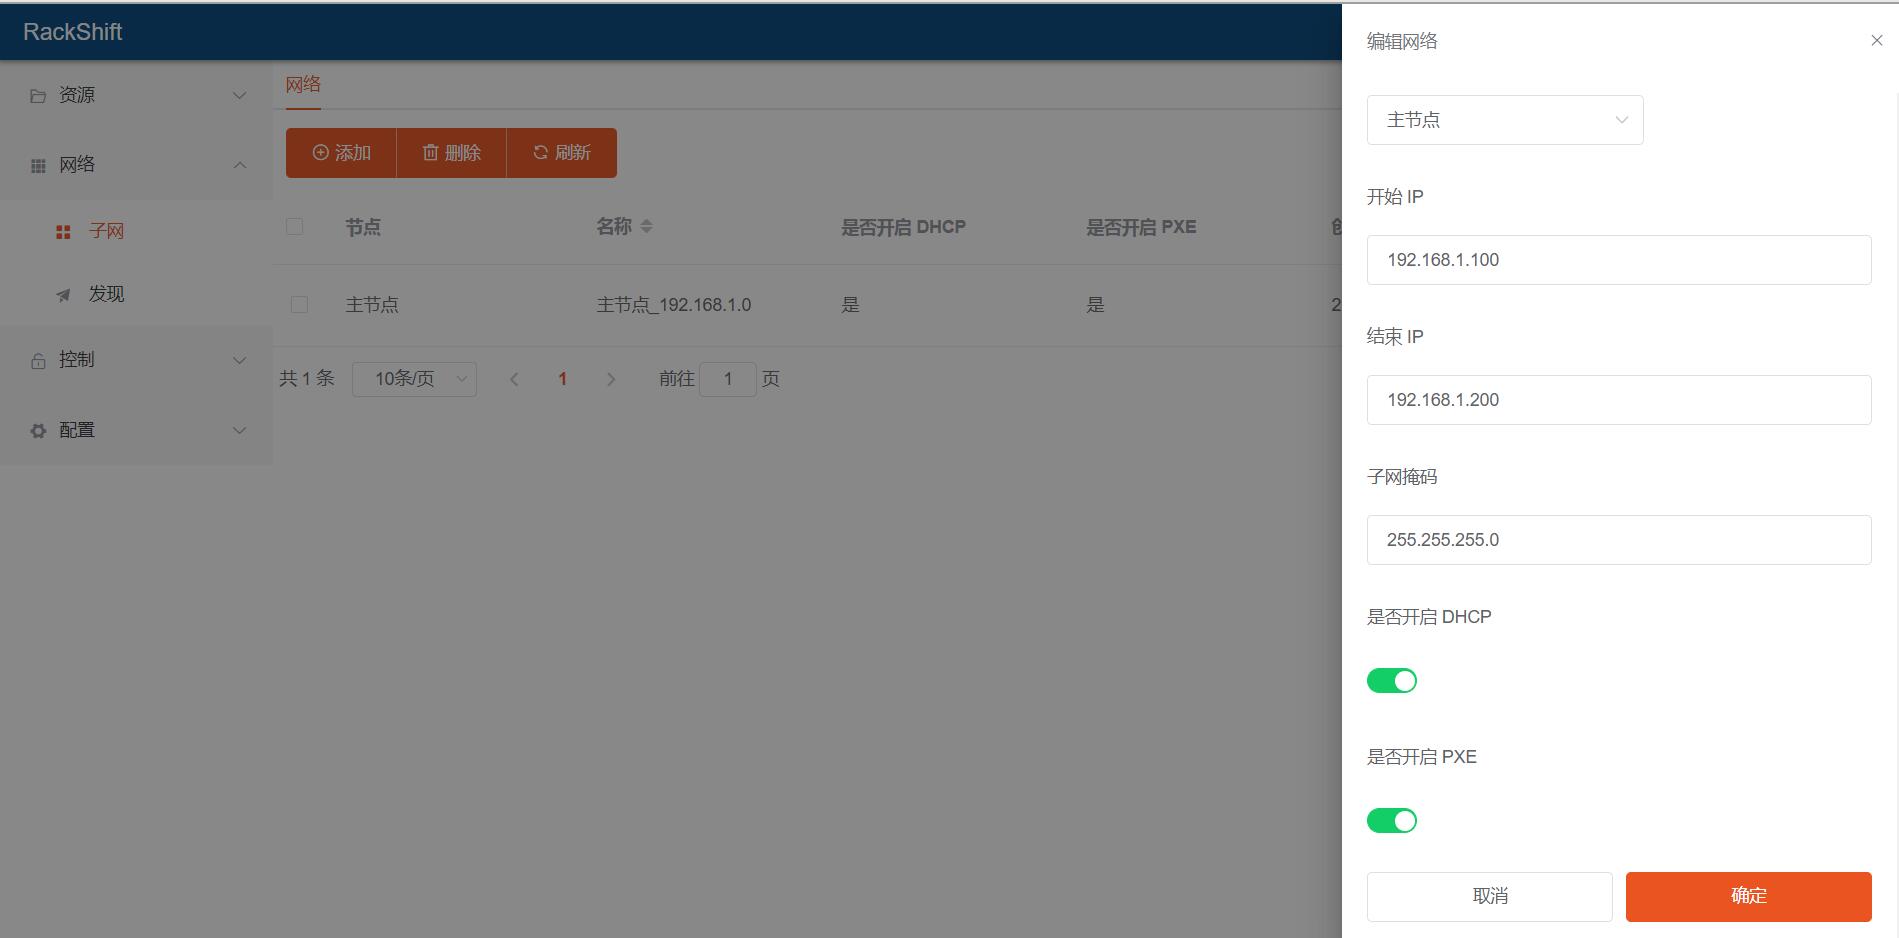 RackShift
资源
网络
子网
发现
控制
配置
网络
添加 删除 刷新
节点 名称 是否开启 DHCP 是否开启 PXE
主节点 主节点_192.168.1.0 是 是 2
共 1 条 10条/页 1 前往 1 页
编辑网络
主节点
开始 IP
192.168.1.100
结束 IP
192.168.1.200
子网掩码
255.255.255.0
是否开启 DHCP
是否开启 PXE
取消 确定